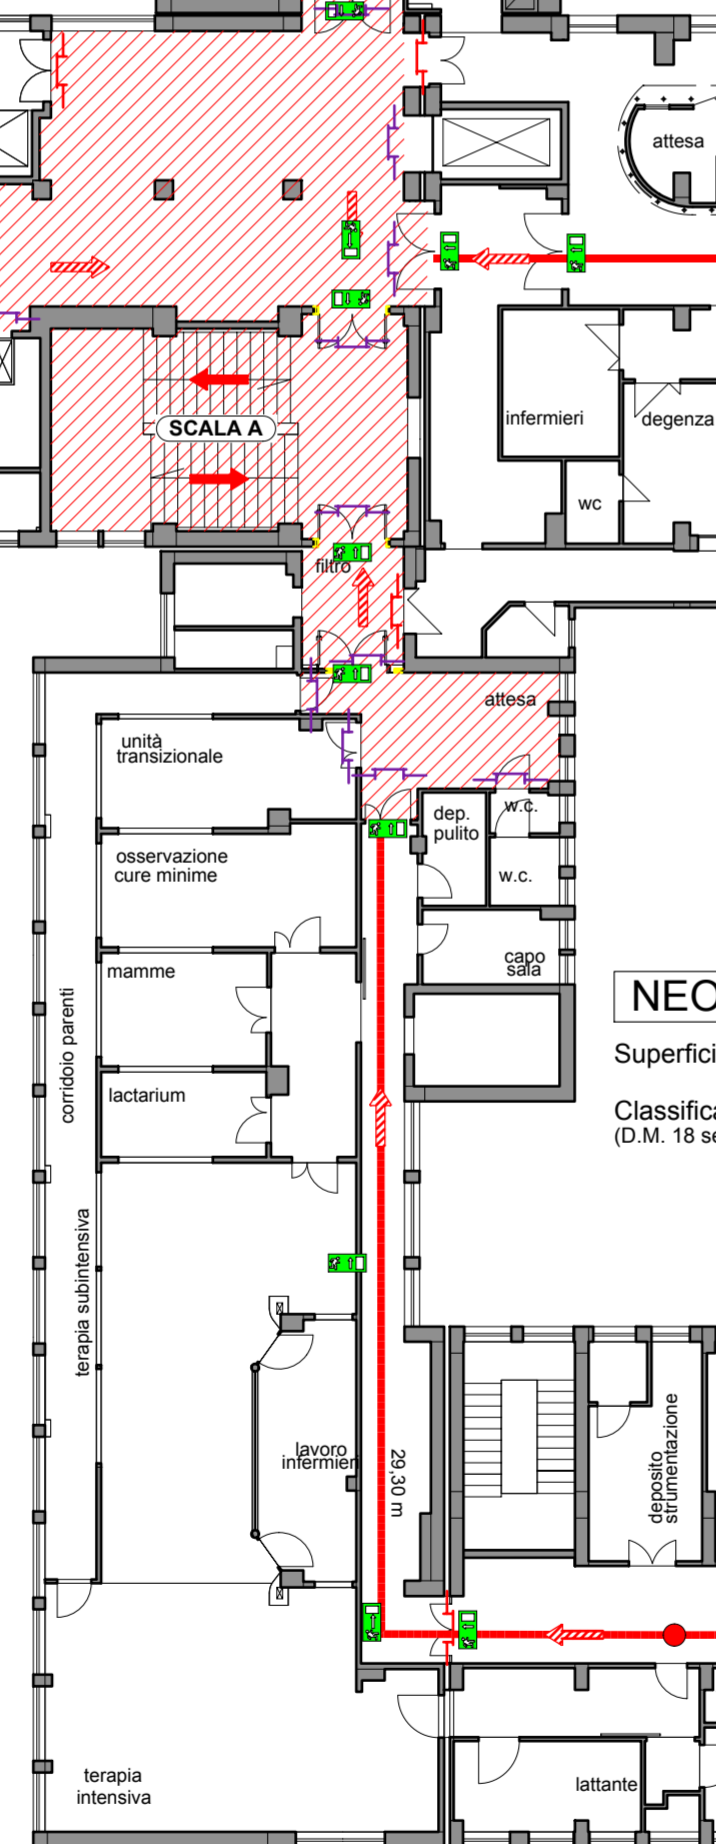 attesa
infermieri
degenza
SCALA A
wc
filtro
attesa
unità
transizionale
w.c.
dep.
pulito
osservazione
cure minime
w.c.
capo
sala
mamme
NEO
corridoio parenti
Superfici
lactarium
Classifica
(D.M. 18 se
terapia subintensiva
lavoro
infermieri
29,30 m
deposito
strumentazione
terapia
intensiva
lattante